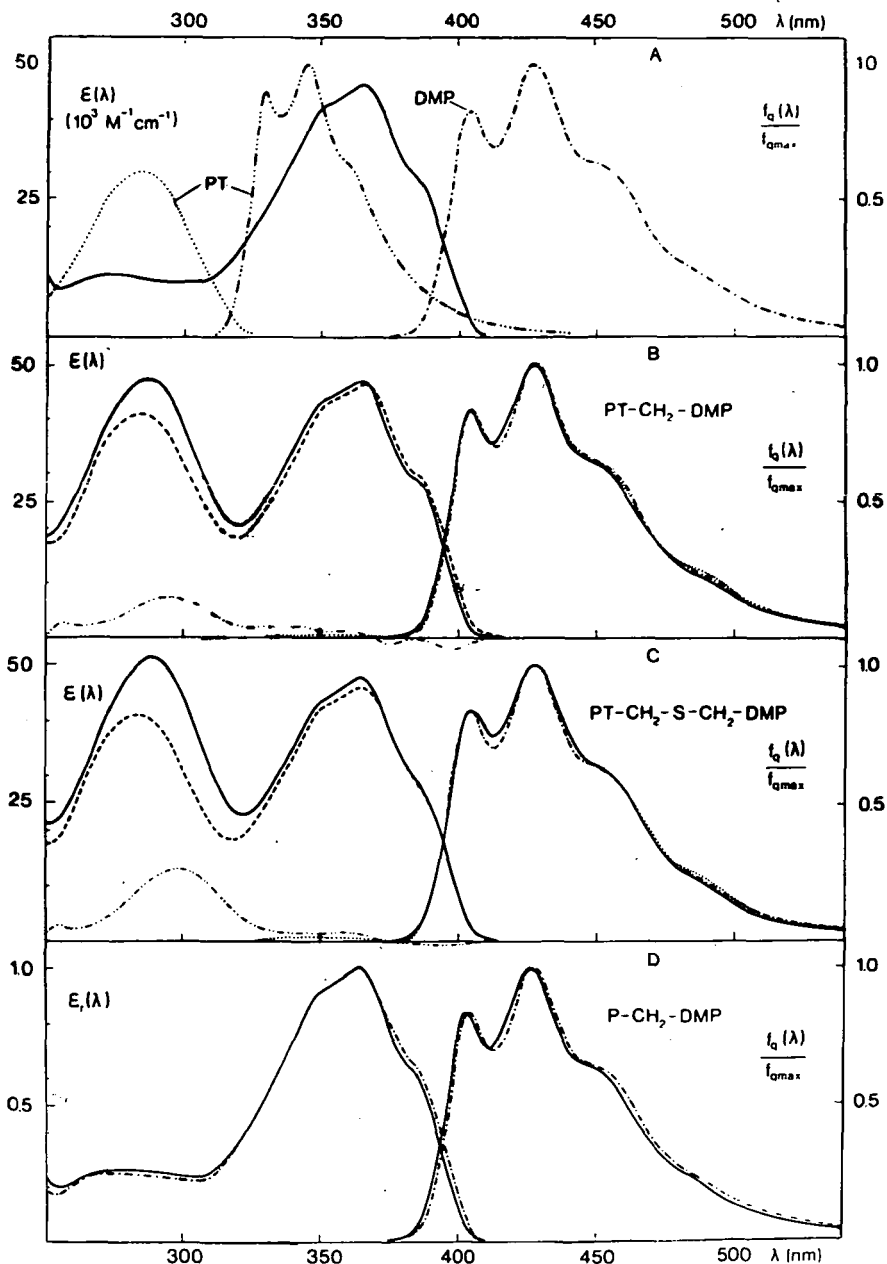 300 350 400 450 500 λ (nm)
A
50 1.0
ε(λ) DMP f_q(λ)
(10³ M⁻¹cm⁻¹) f_qmax
PT
25 0.5
B
50 ε(λ) 1.0
PT-CH₂-DMP
f_q(λ)
f_qmax
25 0.5
C
50 1.0
ε(λ) PT-CH₂-S-CH₂-DMP
f_q(λ)
f_qmax
25 0.5
D
1.0 1.0
E_r(λ) P-CH₂-DMP
f_q(λ)
f_qmax
0.5 0.5
300 350 400 450 500 λ (nm)